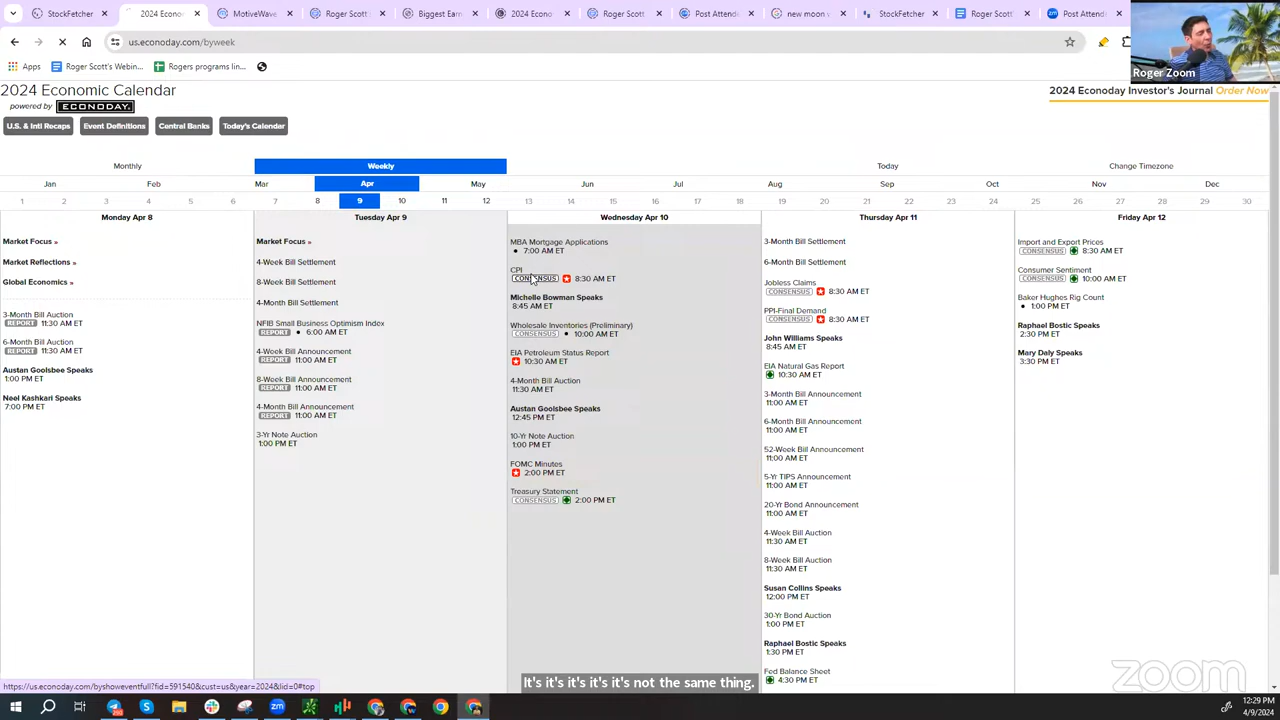 StockFetcher
2024 Econo
MotiveWave
Roger Scott
Biggest Ear
2024 Econo
Roger Scott
Post Attend
new moon
StockFetcher
Roger Scott
Post Attend
us.econoday.com/byweek
Apps
Roger Scott's Webin...
Rogers programs lin...
Roger Zoom
2024 Economic Calendar
powered by ECONODAY
2024 Econoday Investor's Journal Order Now
U.S. & Intl Recaps
Event Definitions
Central Banks
Today's Calendar
Monthly
Weekly
Today
Change Timezone
Jan Feb Mar Apr May Jun Jul Aug Sep Oct Nov Dec
1 2 3 4 5 6 7 8 9 10 11 12 13 14 15 16 17 18 19 20 21 22 23 24 25 26 27 28 29 30
Monday Apr 8
Market Focus »
Market Reflections »
Global Economics »
3-Month Bill Auction
REPORT 11:30 AM ET
6-Month Bill Auction
REPORT 11:30 AM ET
Austan Goolsbee Speaks
1:00 PM ET
Neel Kashkari Speaks
7:00 PM ET
Tuesday Apr 9
Market Focus »
4-Week Bill Settlement
8-Week Bill Settlement
4-Month Bill Settlement
NFIB Small Business Optimism Index
REPORT 6:00 AM ET
4-Week Bill Announcement
REPORT 11:00 AM ET
8-Week Bill Announcement
REPORT 11:00 AM ET
4-Month Bill Announcement
REPORT 11:00 AM ET
3-Yr Note Auction
1:00 PM ET
Wednesday Apr 10
MBA Mortgage Applications
7:00 AM ET
CPI
CONSENSUS 8:30 AM ET
Michelle Bowman Speaks
8:45 AM ET
Wholesale Inventories (Preliminary)
CONSENSUS 10:00 AM ET
EIA Petroleum Status Report
10:30 AM ET
4-Month Bill Auction
11:30 AM ET
Austan Goolsbee Speaks
12:45 PM ET
10-Yr Note Auction
1:00 PM ET
FOMC Minutes
2:00 PM ET
Treasury Statement
CONSENSUS 2:00 PM ET
Thursday Apr 11
3-Month Bill Settlement
6-Month Bill Settlement
Jobless Claims
CONSENSUS 8:30 AM ET
PPI-Final Demand
CONSENSUS 8:30 AM ET
John Williams Speaks
8:45 AM ET
EIA Natural Gas Report
10:30 AM ET
3-Month Bill Announcement
11:00 AM ET
6-Month Bill Announcement
11:00 AM ET
52-Week Bill Announcement
11:00 AM ET
5-Yr TIPS Announcement
11:00 AM ET
20-Yr Bond Announcement
11:00 AM ET
4-Week Bill Auction
11:30 AM ET
8-Week Bill Auction
11:30 AM ET
Susan Collins Speaks
12:00 PM ET
30-Yr Bond Auction
1:00 PM ET
Raphael Bostic Speaks
1:30 PM ET
Fed Balance Sheet
4:30 PM ET
Friday Apr 12
Import and Export Prices
CONSENSUS 8:30 AM ET
Consumer Sentiment
CONSENSUS 10:00 AM ET
Baker Hughes Rig Count
1:00 PM ET
Raphael Bostic Speaks
2:30 PM ET
Mary Daly Speaks
3:30 PM ET
https://us.econoday.com/byshoweventfull?fid=591540&cust=us&year=2024&lid=0#top
It's it's it's it's it's not the same thing.
zoom
12:29 PM
4/9/2024